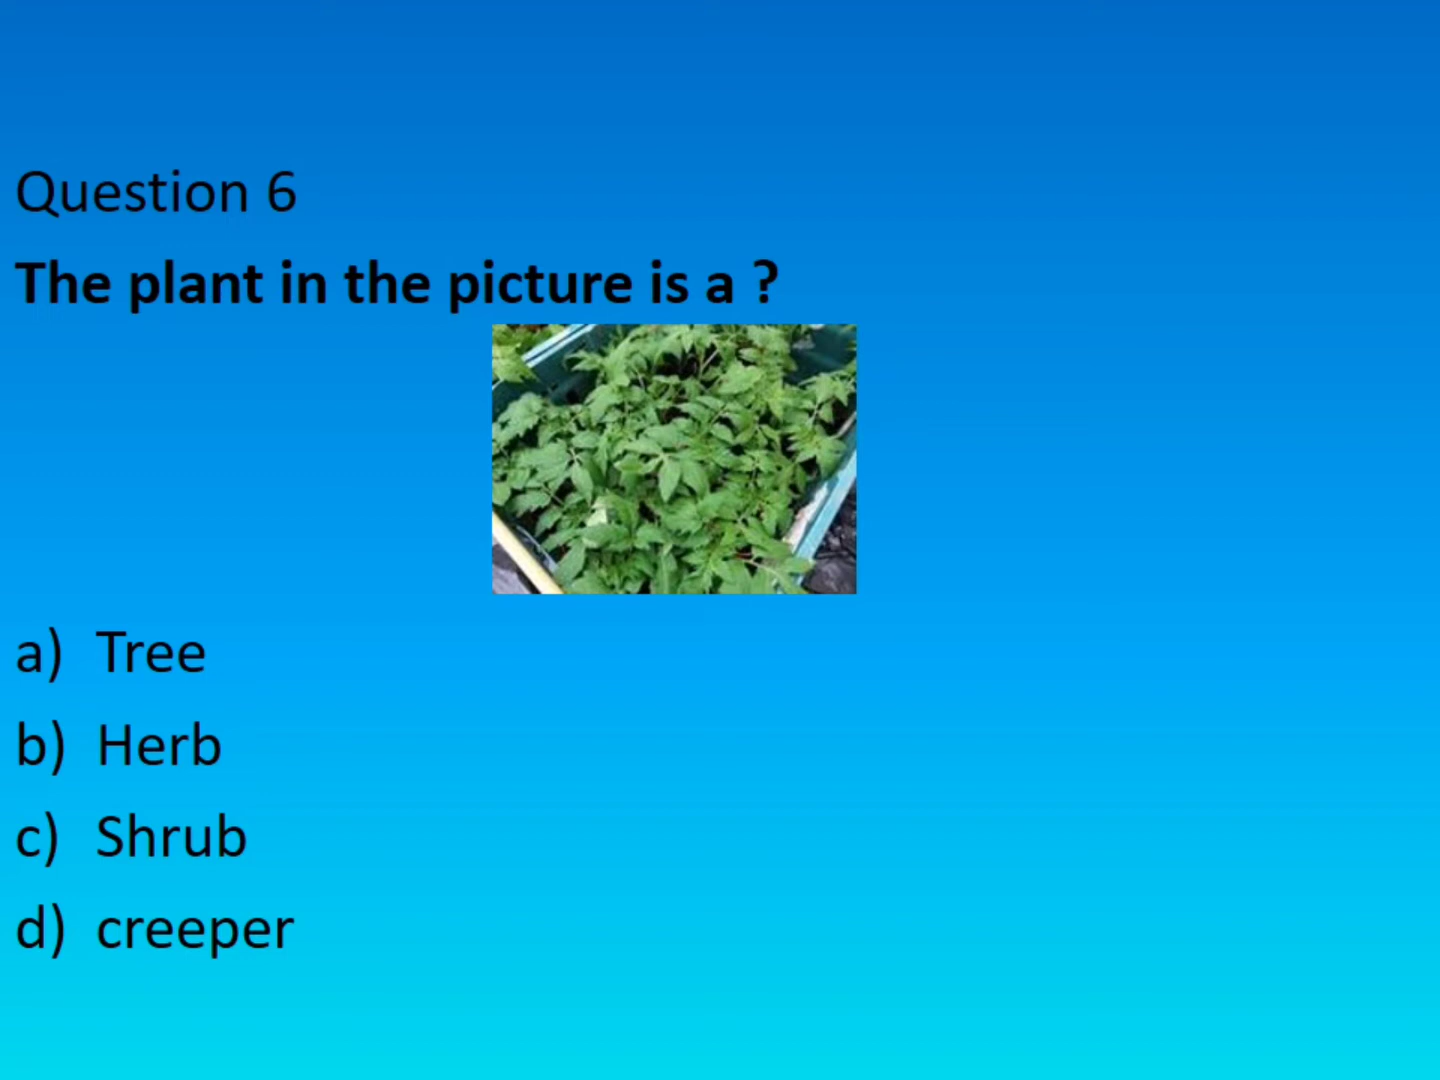 Question 6
The plant in the picture is a ?
a) Tree
b) Herb
c) Shrub
d) creeper